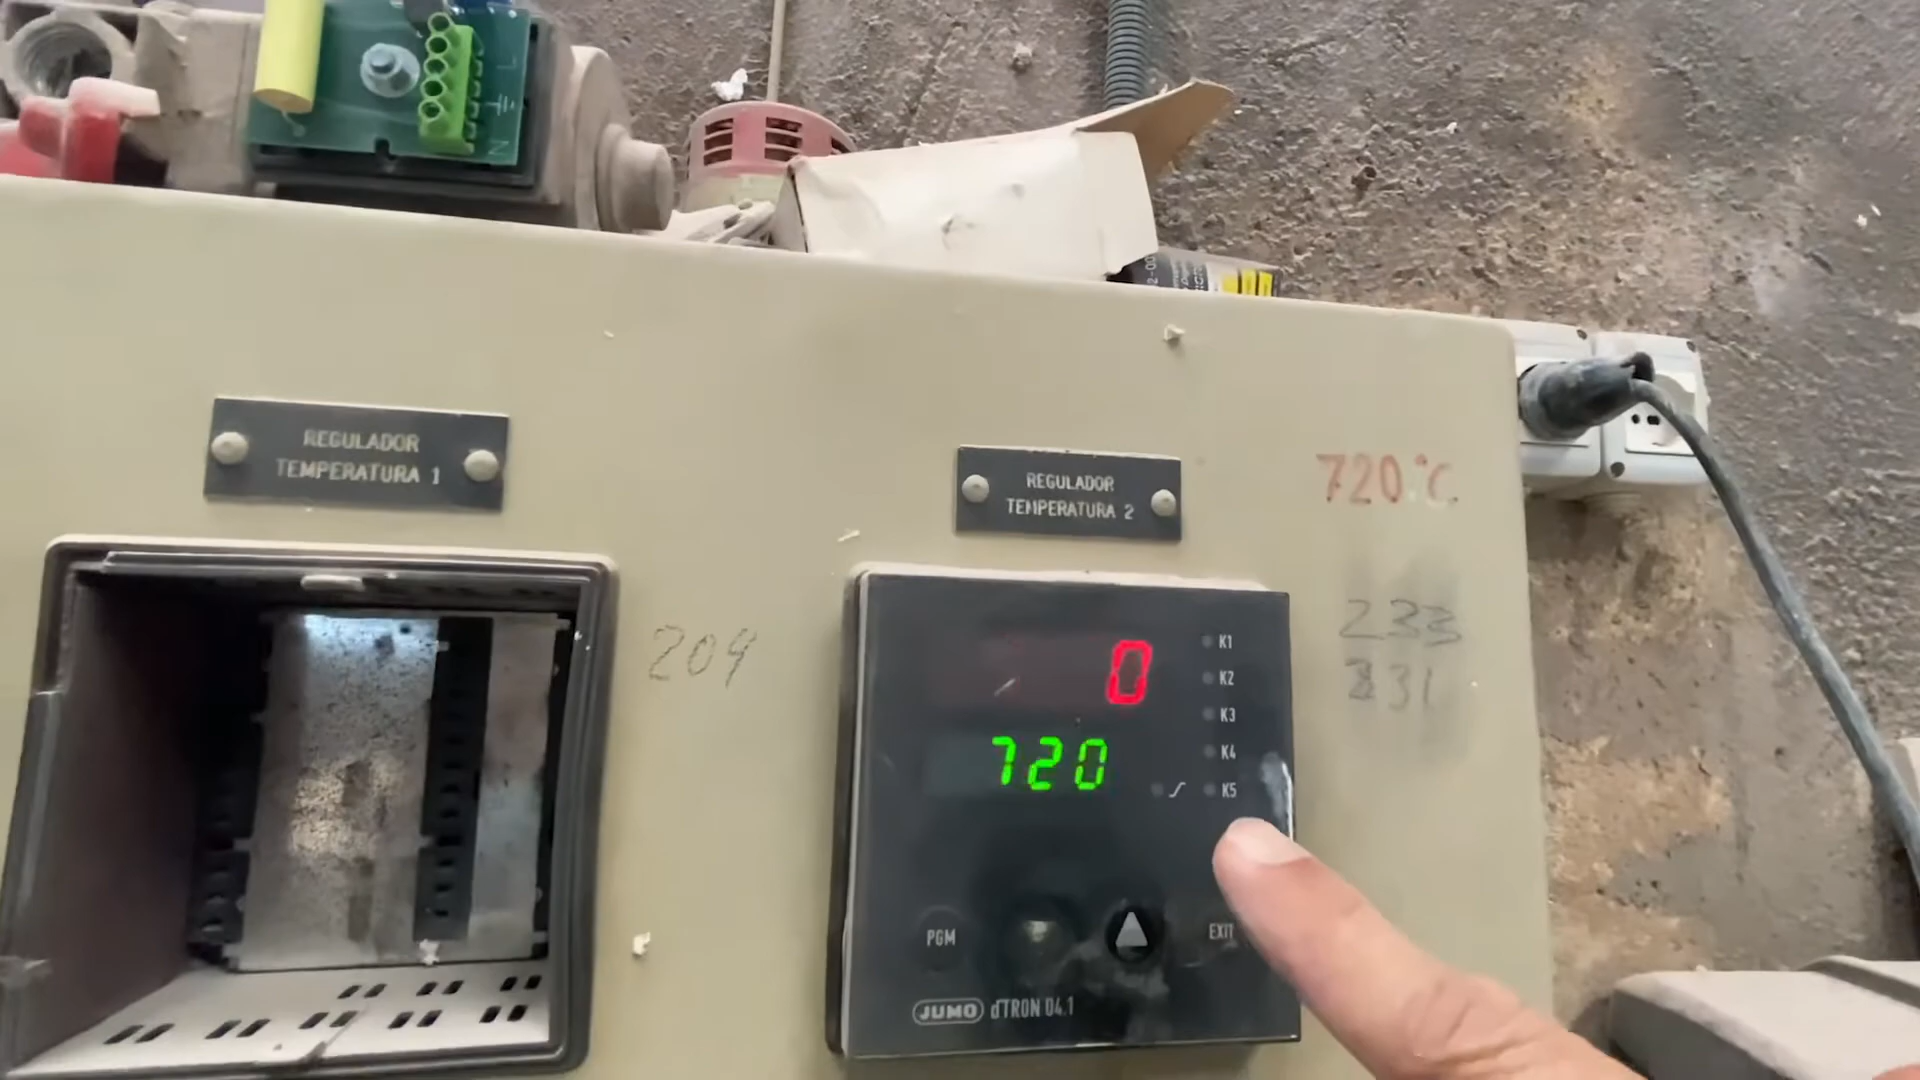 L
N
REGULADOR
TEMPERATURA 1
REGULADOR
TEMPERATURA 2
720°C
209
233
0
720
K1
K2
K3
K4
K5
PGM
EXIT
JUMO dTRON 04.1